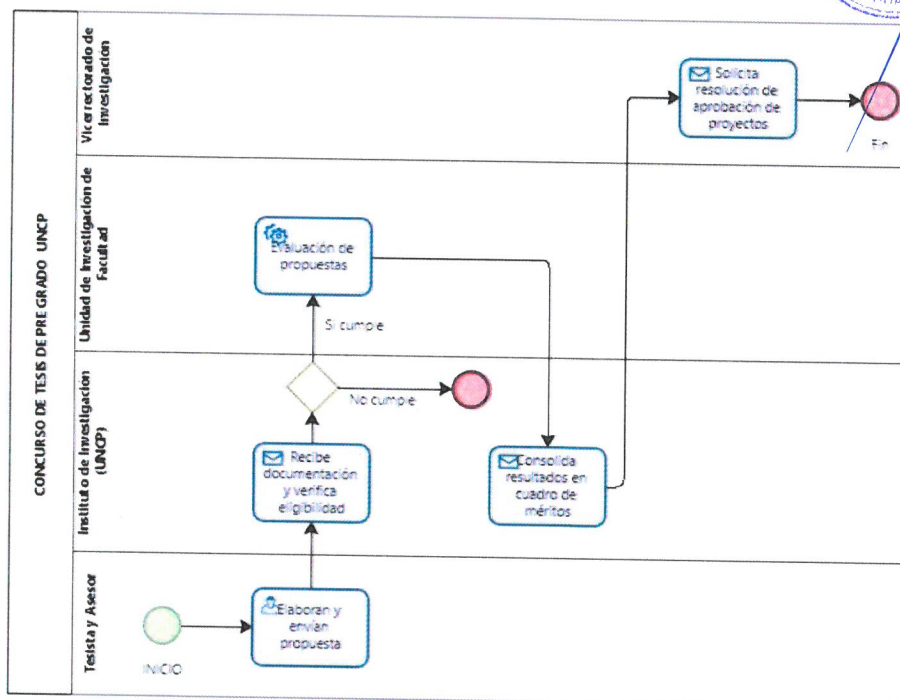 CONCURSO DE TESIS DE PREGRADO UNCP
Vicerrectorado de
Investigación
Solicita
resolución de
aprobación de
proyectos
Fin
Unidad de Investigación de
Facultad
Evaluación de
propuestas
Si cumple
Instituto de Investigación
(UNCP)
No cumple
Recibe
documentación
y verifica
eligibilidad
Consolida
resultados en
cuadro de
méritos
Tesista y Asesor
INICIO
Elaboran y
envían
propuesta